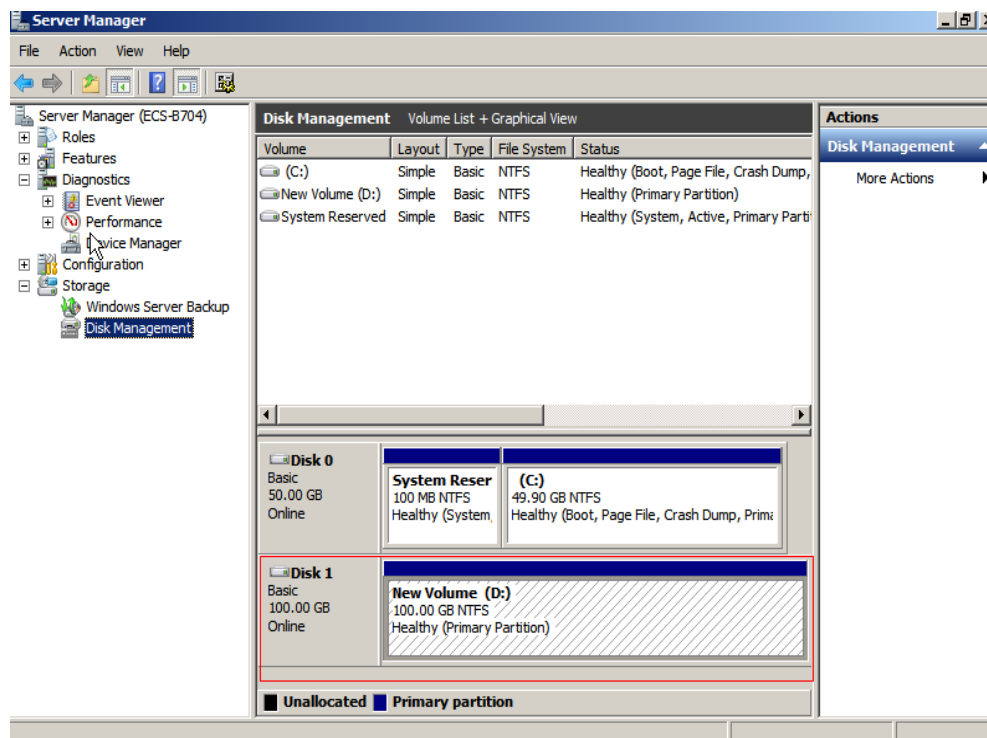 Server Manager
File Action View Help
Server Manager (ECS-B704)
Roles
Features
Diagnostics
Event Viewer
Performance
Device Manager
Configuration
Storage
Windows Server Backup
Disk Management
Disk Management Volume List + Graphical View
Volume Layout Type File System Status
(C:) Simple Basic NTFS Healthy (Boot, Page File, Crash Dump,
New Volume (D:) Simple Basic NTFS Healthy (Primary Partition)
System Reserved Simple Basic NTFS Healthy (System, Active, Primary Parti
Disk 0
Basic
50.00 GB
Online
System Reser
100 MB NTFS
Healthy (System,
(C:)
49.90 GB NTFS
Healthy (Boot, Page File, Crash Dump, Prima
Disk 1
Basic
100.00 GB
Online
New Volume (D:)
100.00 GB NTFS
Healthy (Primary Partition)
Unallocated Primary partition
Actions
Disk Management
More Actions